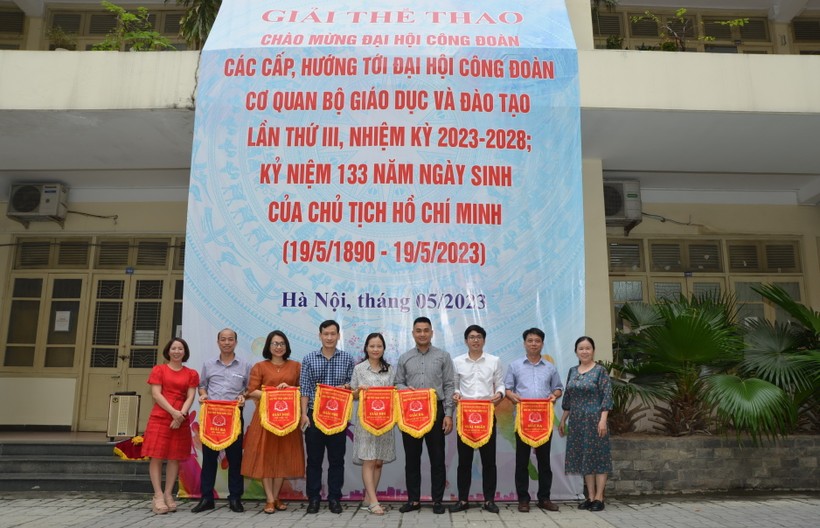 GIẢI THỂ THAO
CHÀO MỪNG ĐẠI HỘI CÔNG ĐOÀN
CÁC CẤP, HƯỚNG TỚI ĐẠI HỘI CÔNG ĐOÀN
CƠ QUAN BỘ GIÁO DỤC VÀ ĐÀO TẠO
LẦN THỨ III, NHIỆM KỲ 2023-2028;
KỶ NIỆM 133 NĂM NGÀY SINH
CỦA CHỦ TỊCH HỒ CHÍ MINH
(19/5/1890 - 19/5/2023)
Hà Nội, tháng 05/2023